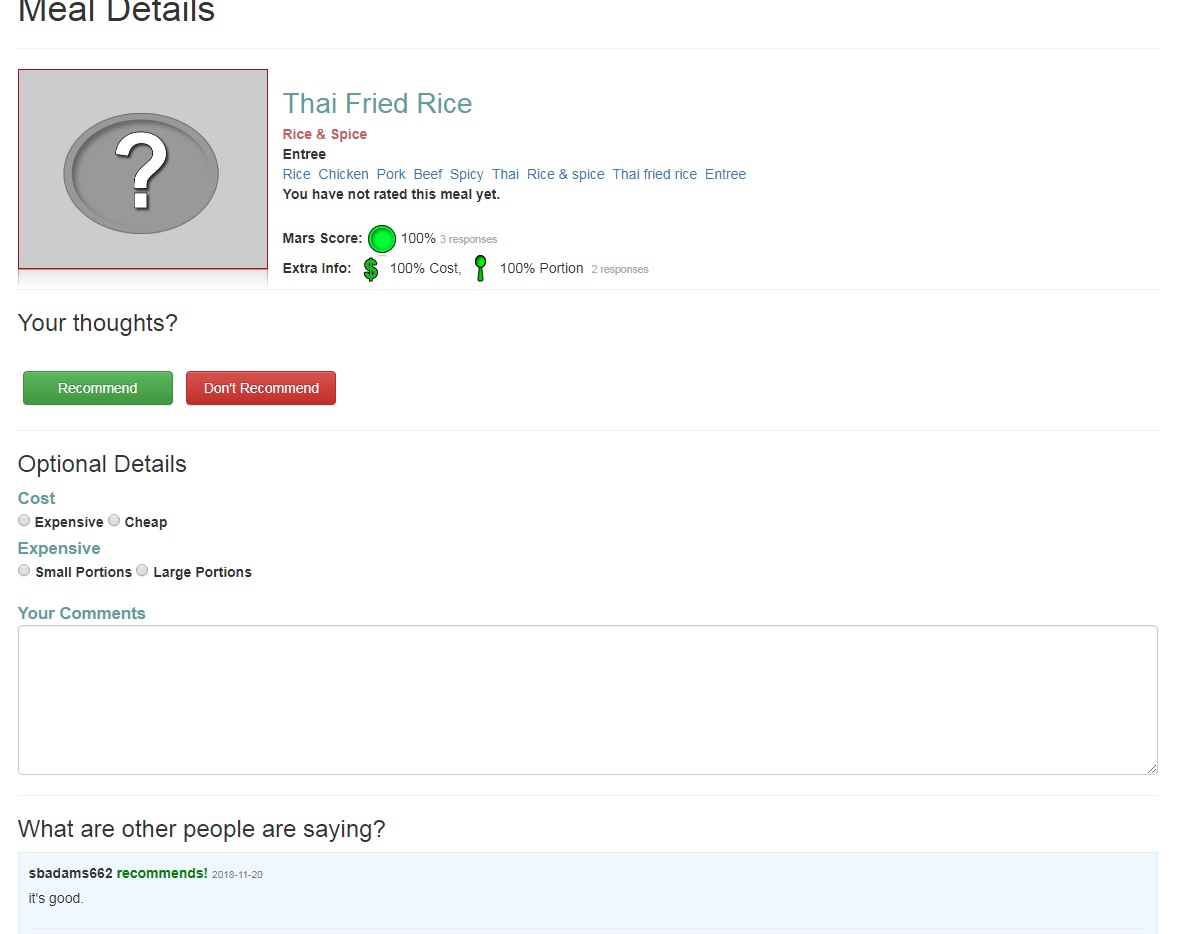 Meal Details
?
Thai Fried Rice
Rice & Spice
Entree
Rice Chicken Pork Beef Spicy Thai Rice & spice Thai fried rice Entree
You have not rated this meal yet.
Mars Score: 100% 3 responses
Extra Info: $ 100% Cost, 100% Portion 2 responses
Your thoughts?
Recommend Don't Recommend
Optional Details
Cost
Expensive Cheap
Expensive
Small Portions Large Portions
Your Comments
What are other people are saying?
sbadams662 recommends! 2018-11-20
it's good.